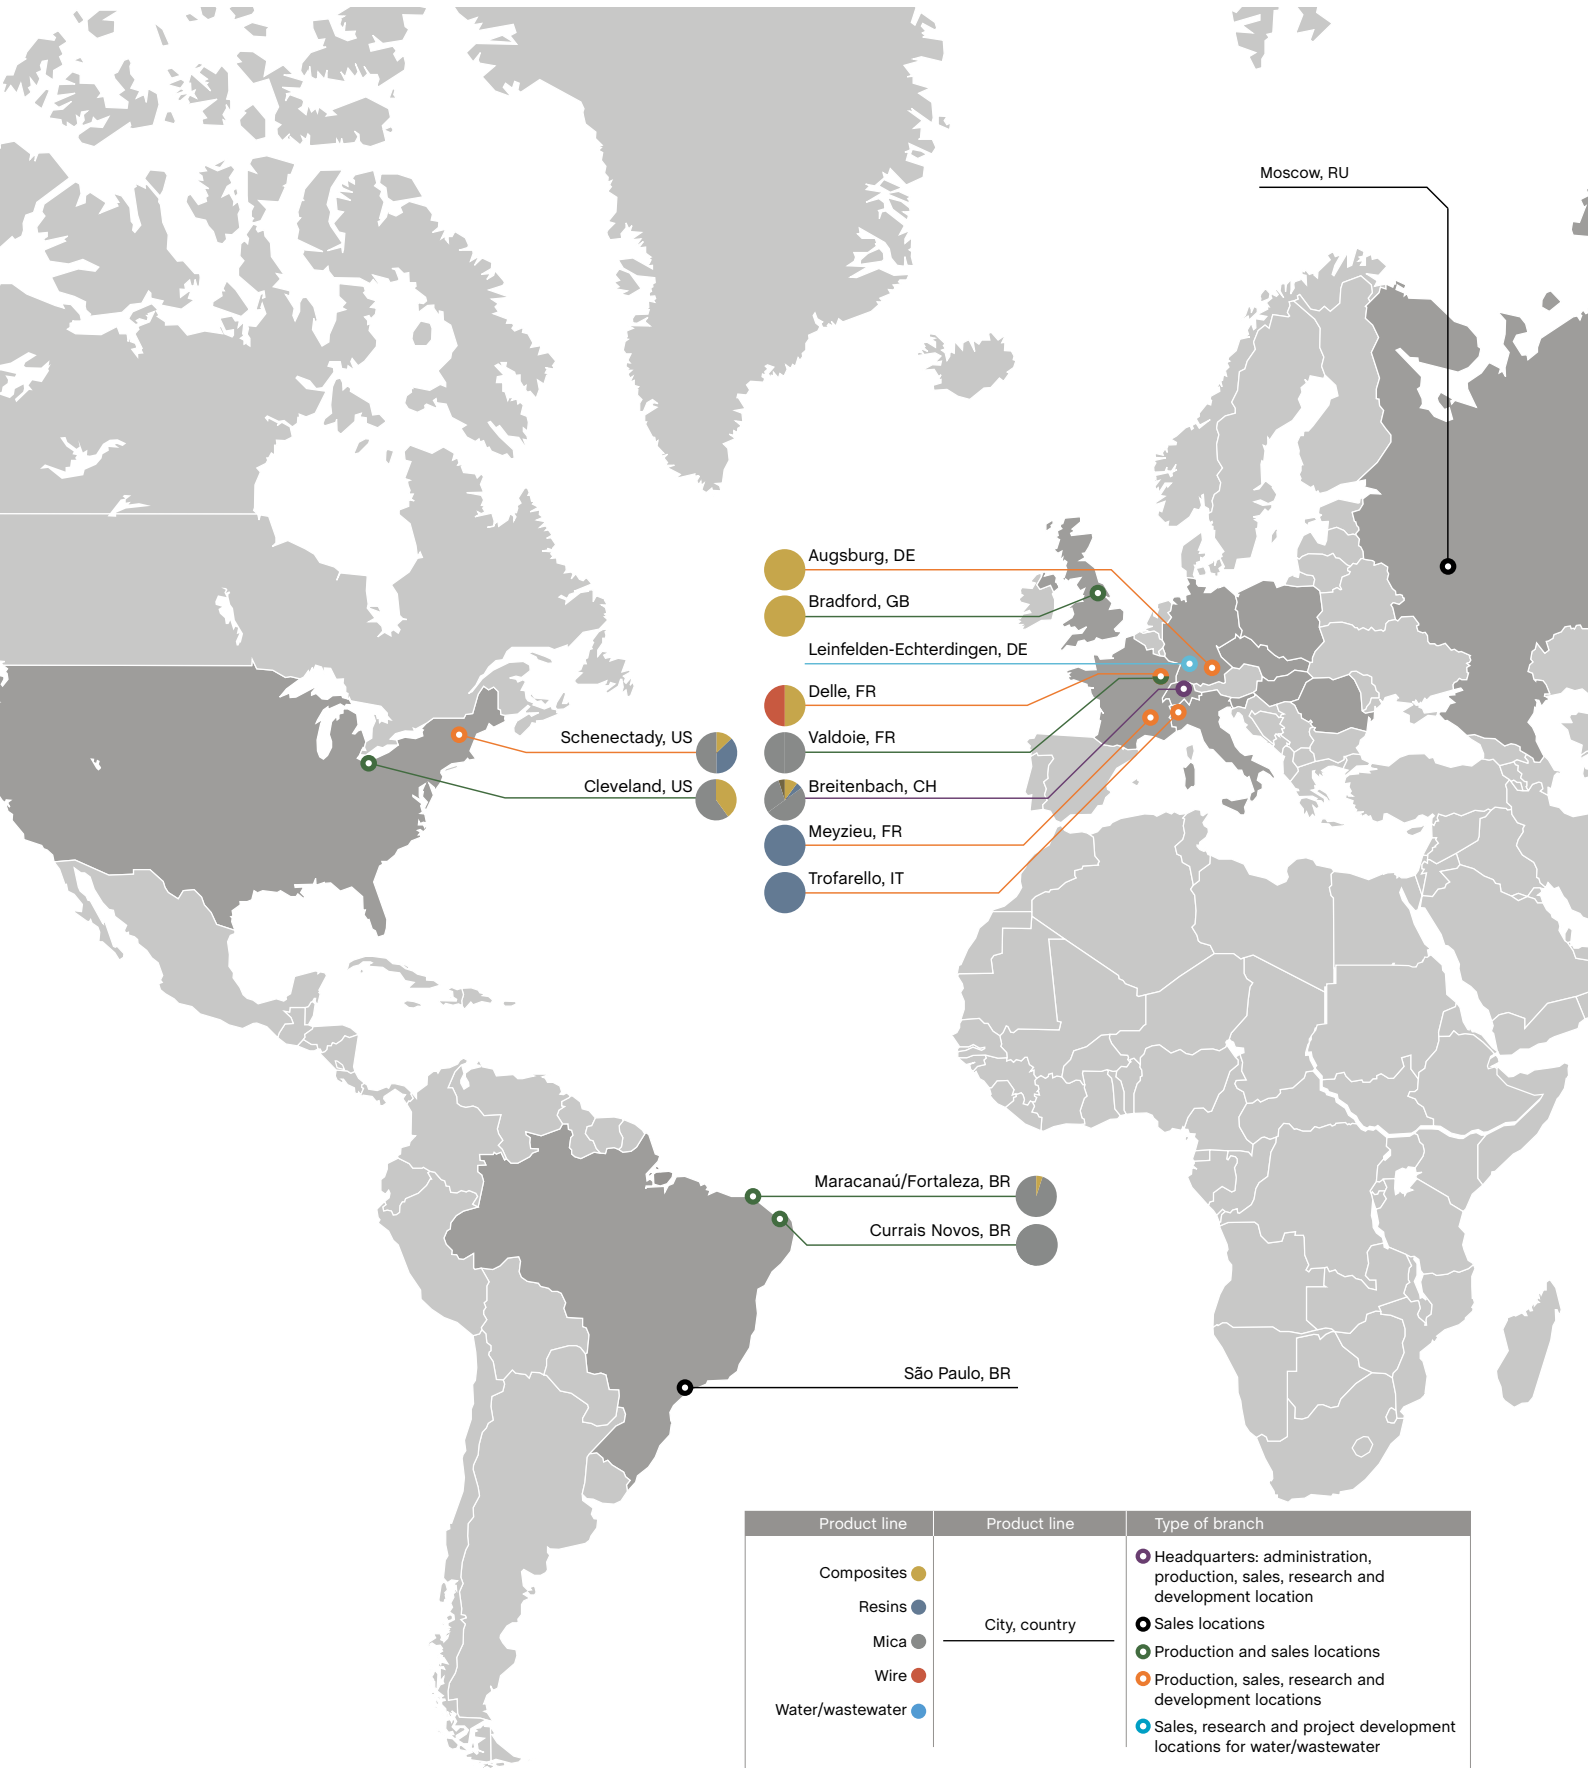 Moscow, RU
Augsburg, DE
Bradford, GB
Leinfelden-Echterdingen, DE
Delle, FR
Schenectady, US
Valdoie, FR
Cleveland, US
Breitenbach, CH
Meyzieu, FR
Trofarello, IT
Maracanaú/Fortaleza, BR
Currais Novos, BR
São Paulo, BR
Product line
Composites
Resins
Mica
Wire
Water/wastewater
Product line
City, country
Type of branch
Headquarters: administration,
production, sales, research and
development location
Sales locations
Production and sales locations
Production, sales, research and
development locations
Sales, research and project development
locations for water/wastewater